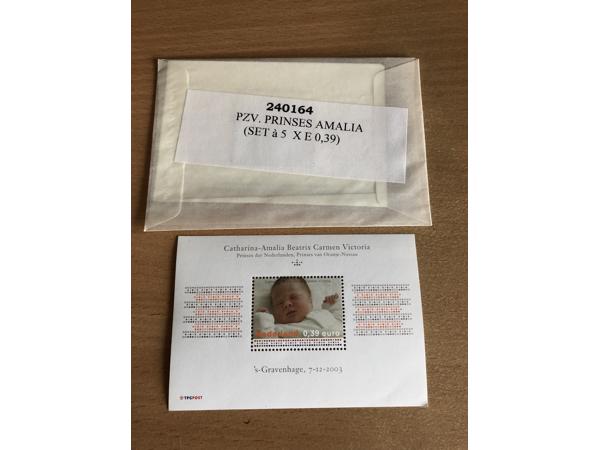 240164
PZV. PRINSES AMALIA
(SET à 5 X E 0,39)
Catharina-Amalia Beatrix Carmen Victoria
Prinses der Nederlanden, Prinses van Oranje-Nassau
Nederland 0,39 euro
's-Gravenhage, 7-12-2003
TPGPOST